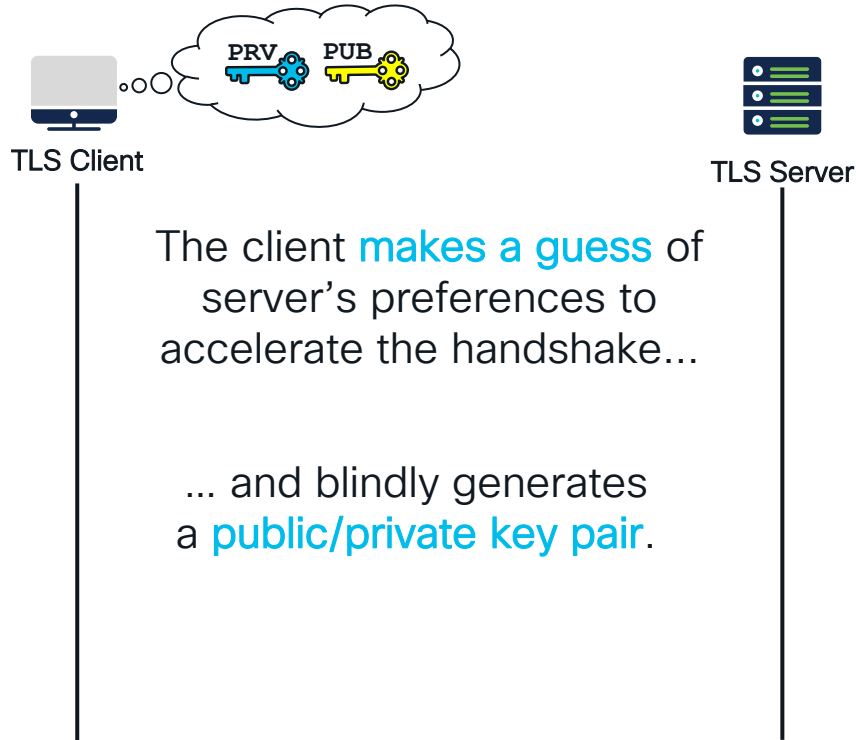 PRV PUB
TLS Client
TLS Server
The client makes a guess of
server’s preferences to
accelerate the handshake...
... and blindly generates
a public/private key pair.